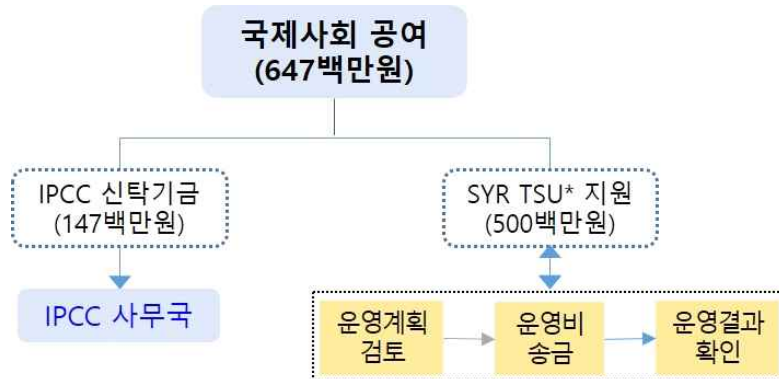 국제사회 공여
(647백만원)
IPCC 신탁기금
(147백만원)
SYR TSU* 지원
(500백만원)
IPCC 사무국
운영계획
검토
운영비
송금
운영결과
확인